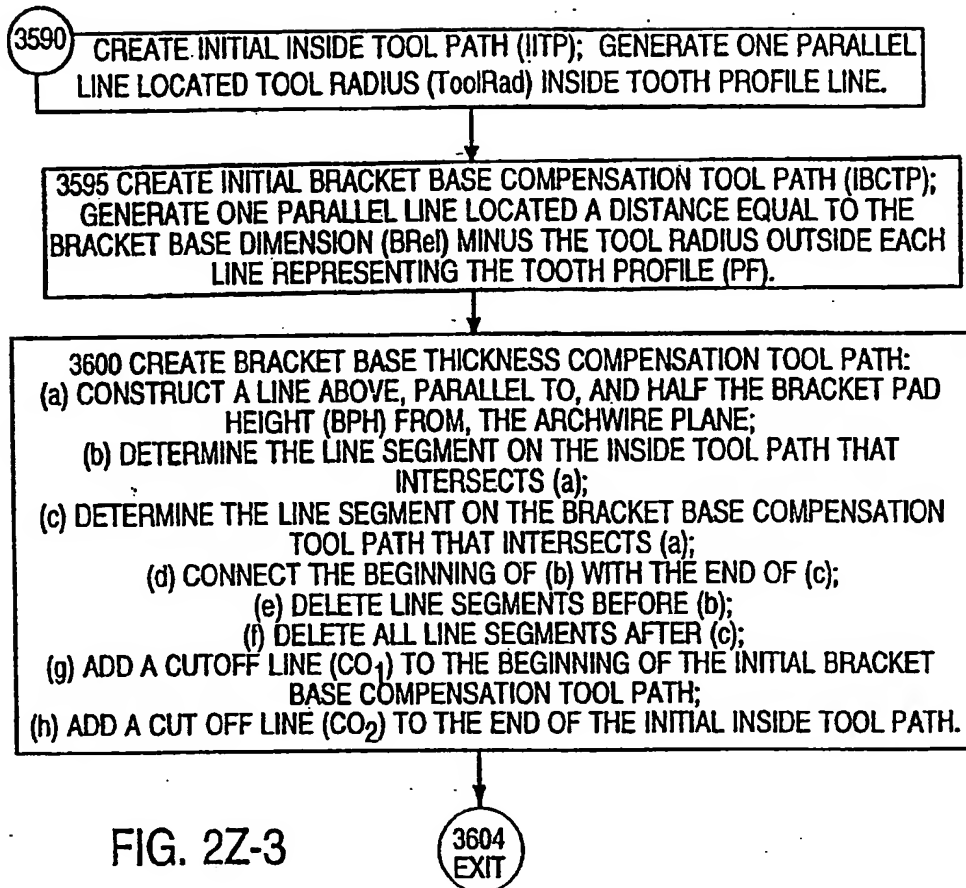 3590 CREATE INITIAL INSIDE TOOL PATH (IITP); GENERATE ONE PARALLEL
LINE LOCATED TOOL RADIUS (ToolRad) INSIDE TOOTH PROFILE LINE.
3595 CREATE INITIAL BRACKET BASE COMPENSATION TOOL PATH (IBCTP);
GENERATE ONE PARALLEL LINE LOCATED A DISTANCE EQUAL TO THE
BRACKET BASE DIMENSION (BRel) MINUS THE TOOL RADIUS OUTSIDE EACH
LINE REPRESENTING THE TOOTH PROFILE (PF).
3600 CREATE BRACKET BASE THICKNESS COMPENSATION TOOL PATH:
(a) CONSTRUCT A LINE ABOVE, PARALLEL TO, AND HALF THE BRACKET PAD
HEIGHT (BPH) FROM, THE ARCHWIRE PLANE;
(b) DETERMINE THE LINE SEGMENT ON THE INSIDE TOOL PATH THAT
INTERSECTS (a);
(c) DETERMINE THE LINE SEGMENT ON THE BRACKET BASE COMPENSATION
TOOL PATH THAT INTERSECTS (a);
(d) CONNECT THE BEGINNING OF (b) WITH THE END OF (c);
(e) DELETE LINE SEGMENTS BEFORE (b);
(f) DELETE ALL LINE SEGMENTS AFTER (c);
(g) ADD A CUTOFF LINE (CO1) TO THE BEGINNING OF THE INITIAL BRACKET
BASE COMPENSATION TOOL PATH;
(h) ADD A CUT OFF LINE (CO2) TO THE END OF THE INITIAL INSIDE TOOL PATH.
FIG. 2Z-3
3604
EXIT